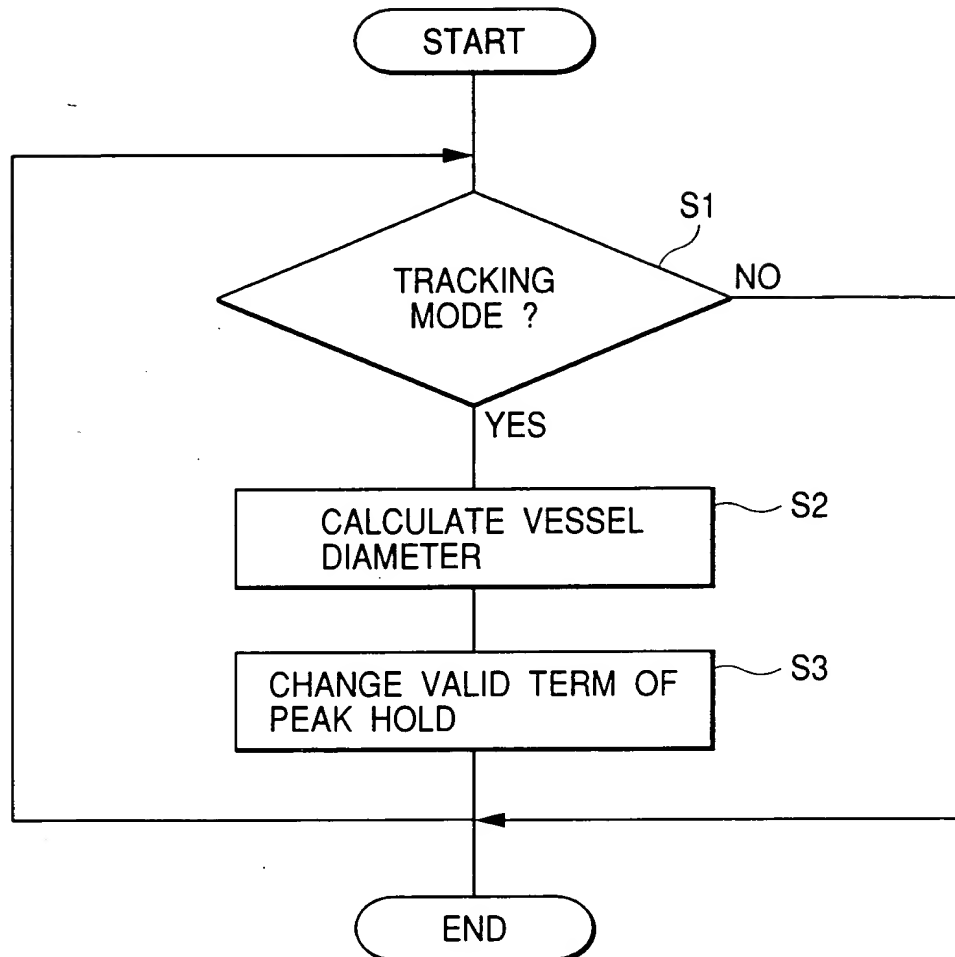 START
S1
TRACKING
MODE ?
NO
YES
CALCULATE VESSEL
DIAMETER
S2
CHANGE VALID TERM OF
PEAK HOLD
S3
END